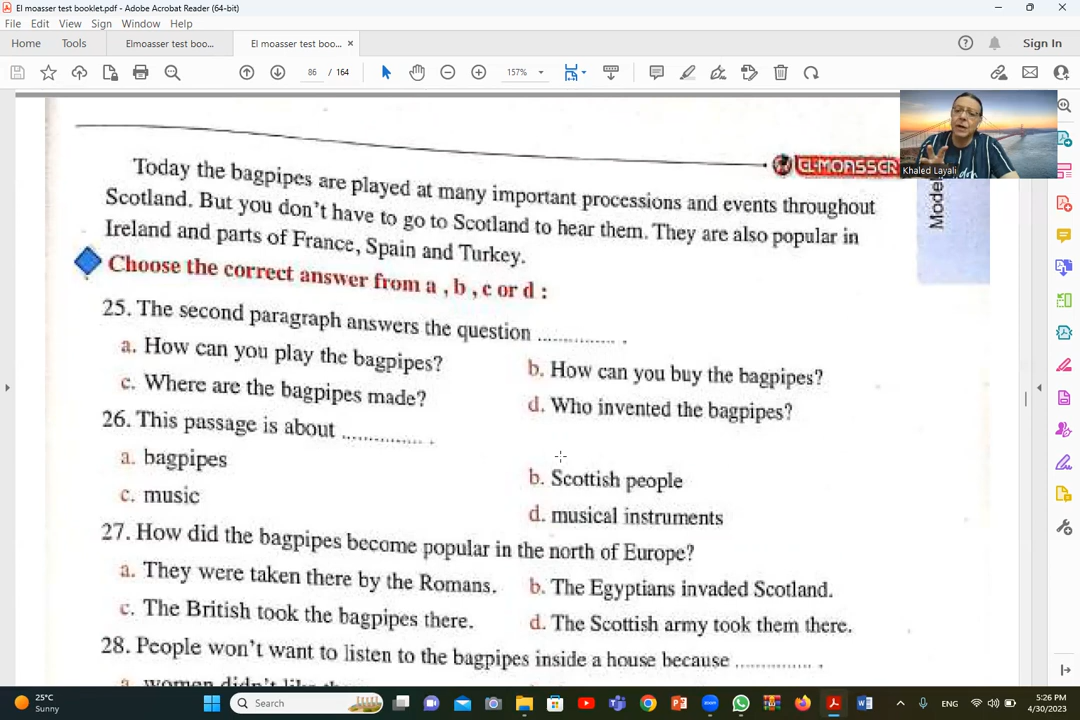 El moasser test booklet.pdf - Adobe Acrobat Reader (64-bit)
File Edit View Sign Window Help
Home Tools Elmoasser test boo... El moasser test boo... × Sign In
86 / 164 157%
EL-MOASSER
Khaled Layali
Mode
Today the bagpipes are played at many important processions and events throughout
Scotland. But you don't have to go to Scotland to hear them. They are also popular in
Ireland and parts of France, Spain and Turkey.
Choose the correct answer from a , b , c or d :
25. The second paragraph answers the question ............... .
a. How can you play the bagpipes?
b. How can you buy the bagpipes?
c. Where are the bagpipes made?
d. Who invented the bagpipes?
26. This passage is about ............... .
a. bagpipes
b. Scottish people
c. music
d. musical instruments
27. How did the bagpipes become popular in the north of Europe?
a. They were taken there by the Romans.
b. The Egyptians invaded Scotland.
c. The British took the bagpipes there.
d. The Scottish army took them there.
28. People won't want to listen to the bagpipes inside a house because ............... .
a. women didn't like the
25°C
Sunny
Search
ENG
5:26 PM
4/30/2023